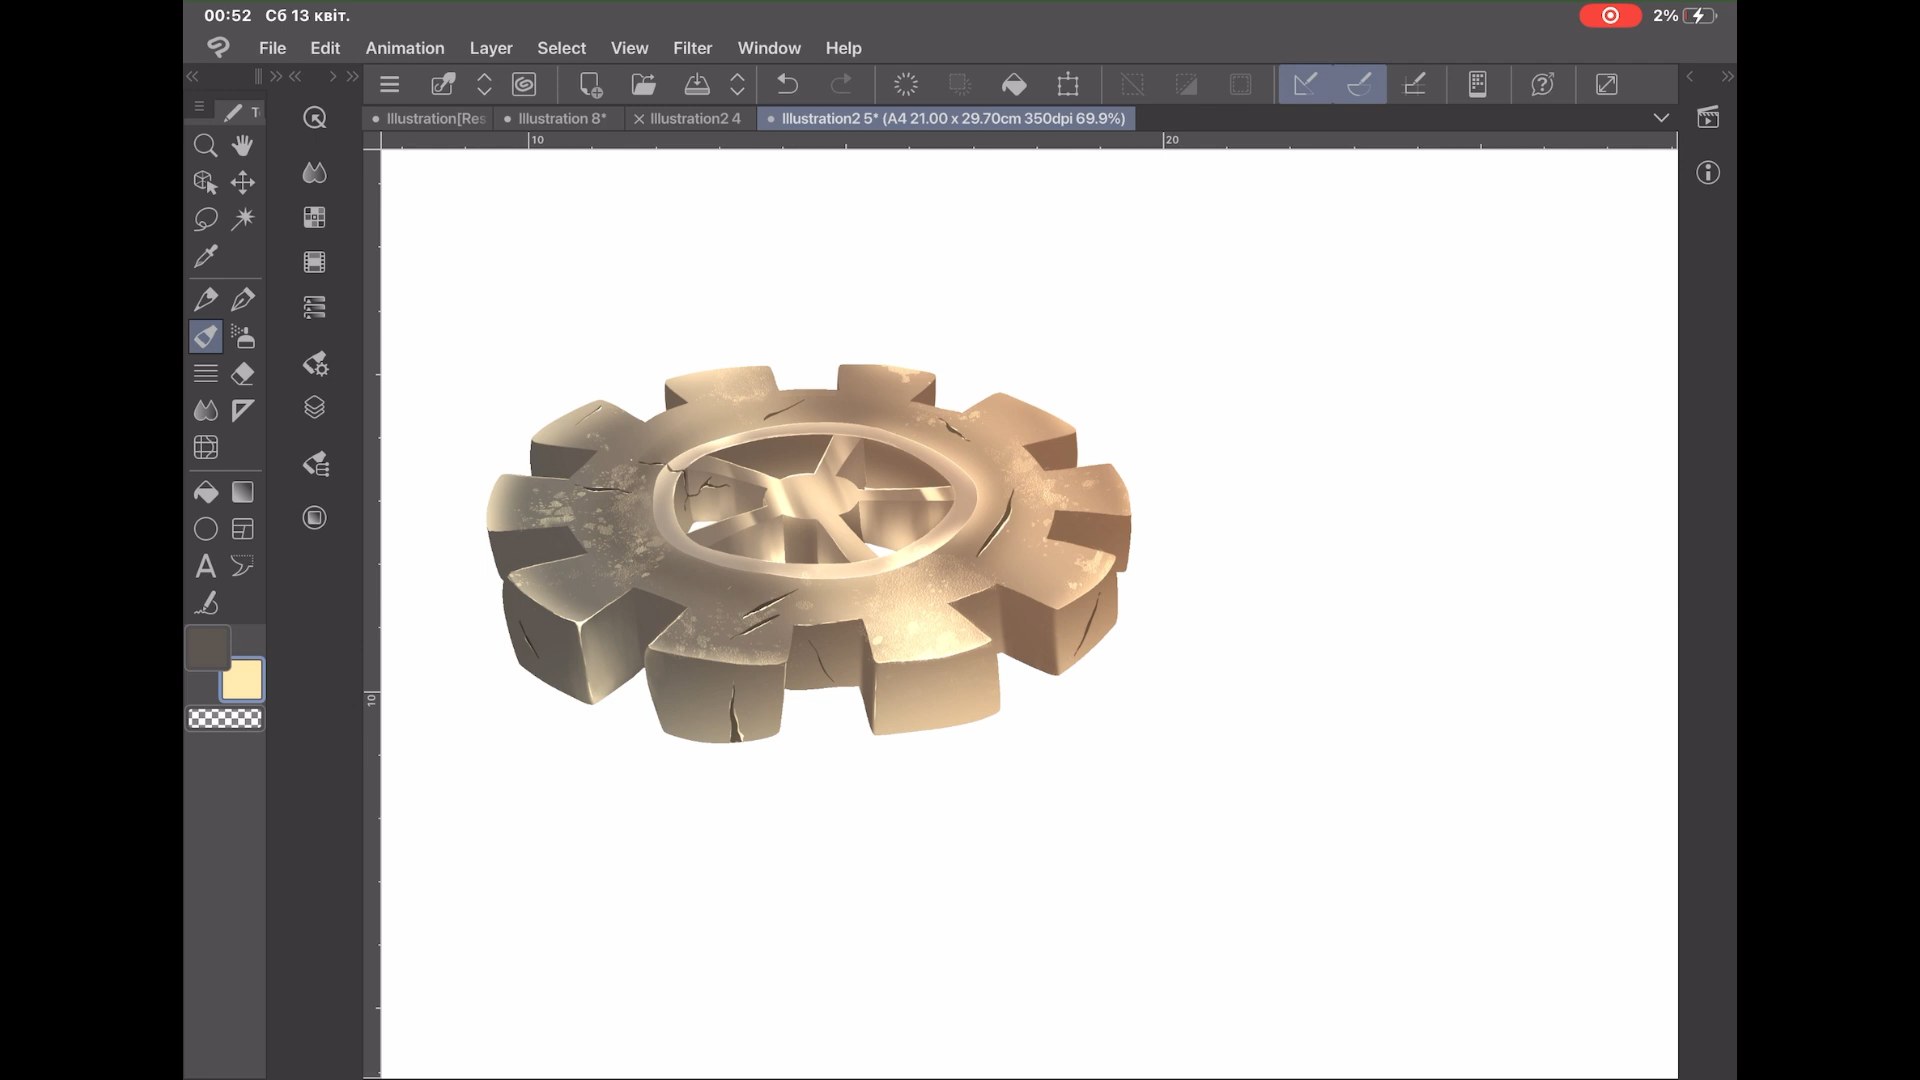 00:52 Сб 13 квіт. 2%
File Edit Animation Layer Select View Filter Window Help
Illustration[Res Illustration 8* Illustration2 4 Illustration2 5* (A4 21.00 x 29.70cm 350dpi 69.9%)
10 20
10